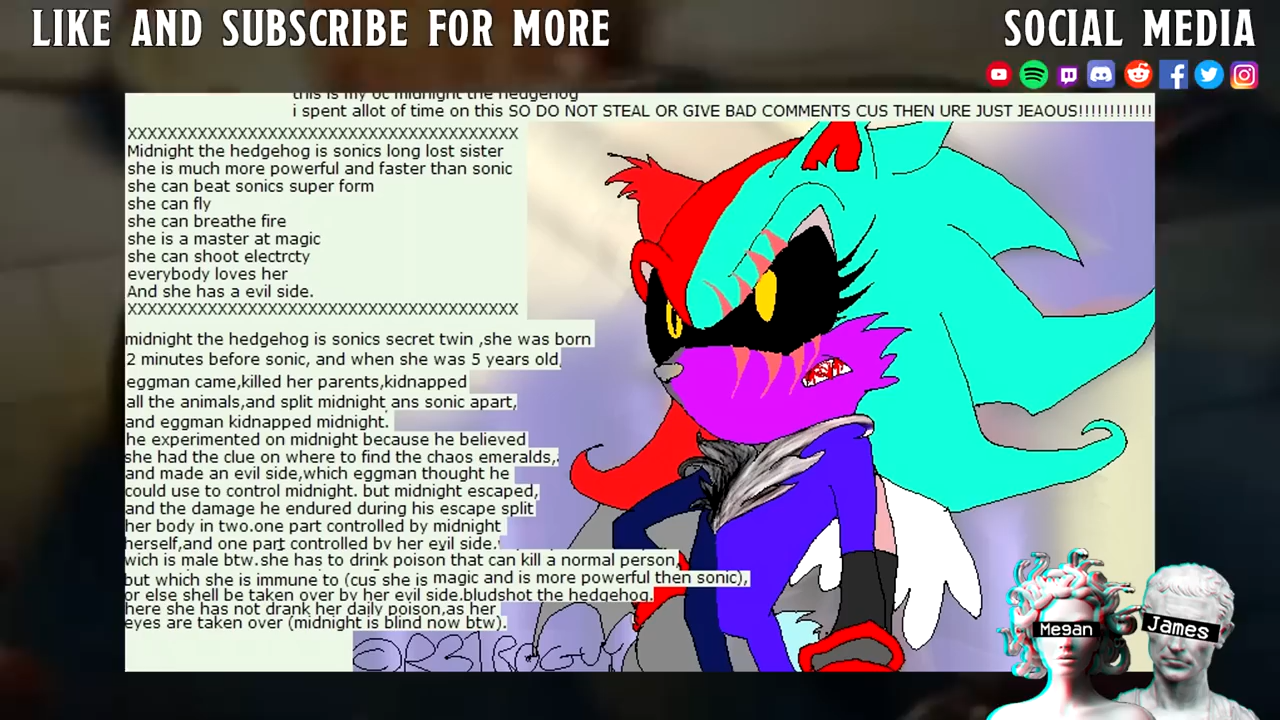 LIKE AND SUBSCRIBE FOR MORE
SOCIAL MEDIA
this is my oc midnight the hedgehog
i spent allot of time on this SO DO NOT STEAL OR GIVE BAD COMMENTS CUS THEN URE JUST JEAOUS!!!!!!!!!!!!
XXXXXXXXXXXXXXXXXXXXXXXXXXXXXXXXXXXXXXX
Midnight the hedgehog is sonics long lost sister
she is much more powerful and faster than sonic
she can beat sonics super form
she can fly
she can breathe fire
she is a master at magic
she can shoot electrcty
everybody loves her
And she has a evil side.
XXXXXXXXXXXXXXXXXXXXXXXXXXXXXXXXXXXXXXX
midnight the hedgehog is sonics secret twin ,she was born
2 minutes before sonic, and when she was 5 years old
eggman came,killed her parents,kidnapped
all the animals,and split midnight ans sonic apart,
and eggman kidnapped midnight.
he experimented on midnight because he believed
she had the clue on where to find the chaos emeralds,
and made an evil side,which eggman thought he
could use to control midnight. but midnight escaped,
and the damage he endured during his escape split
her body in two.one part controlled by midnight
herself,and one part controlled by her evil side.
wich is male btw.she has to drink poison that can kill a normal person,
but which she is immune to (cus she is magic and is more powerful then sonic),
or else shell be taken over by her evil side.bludshot the hedgehog.
here she has not drank her daily poison,as her
eyes are taken over (midnight is blind now btw).
Megan
James